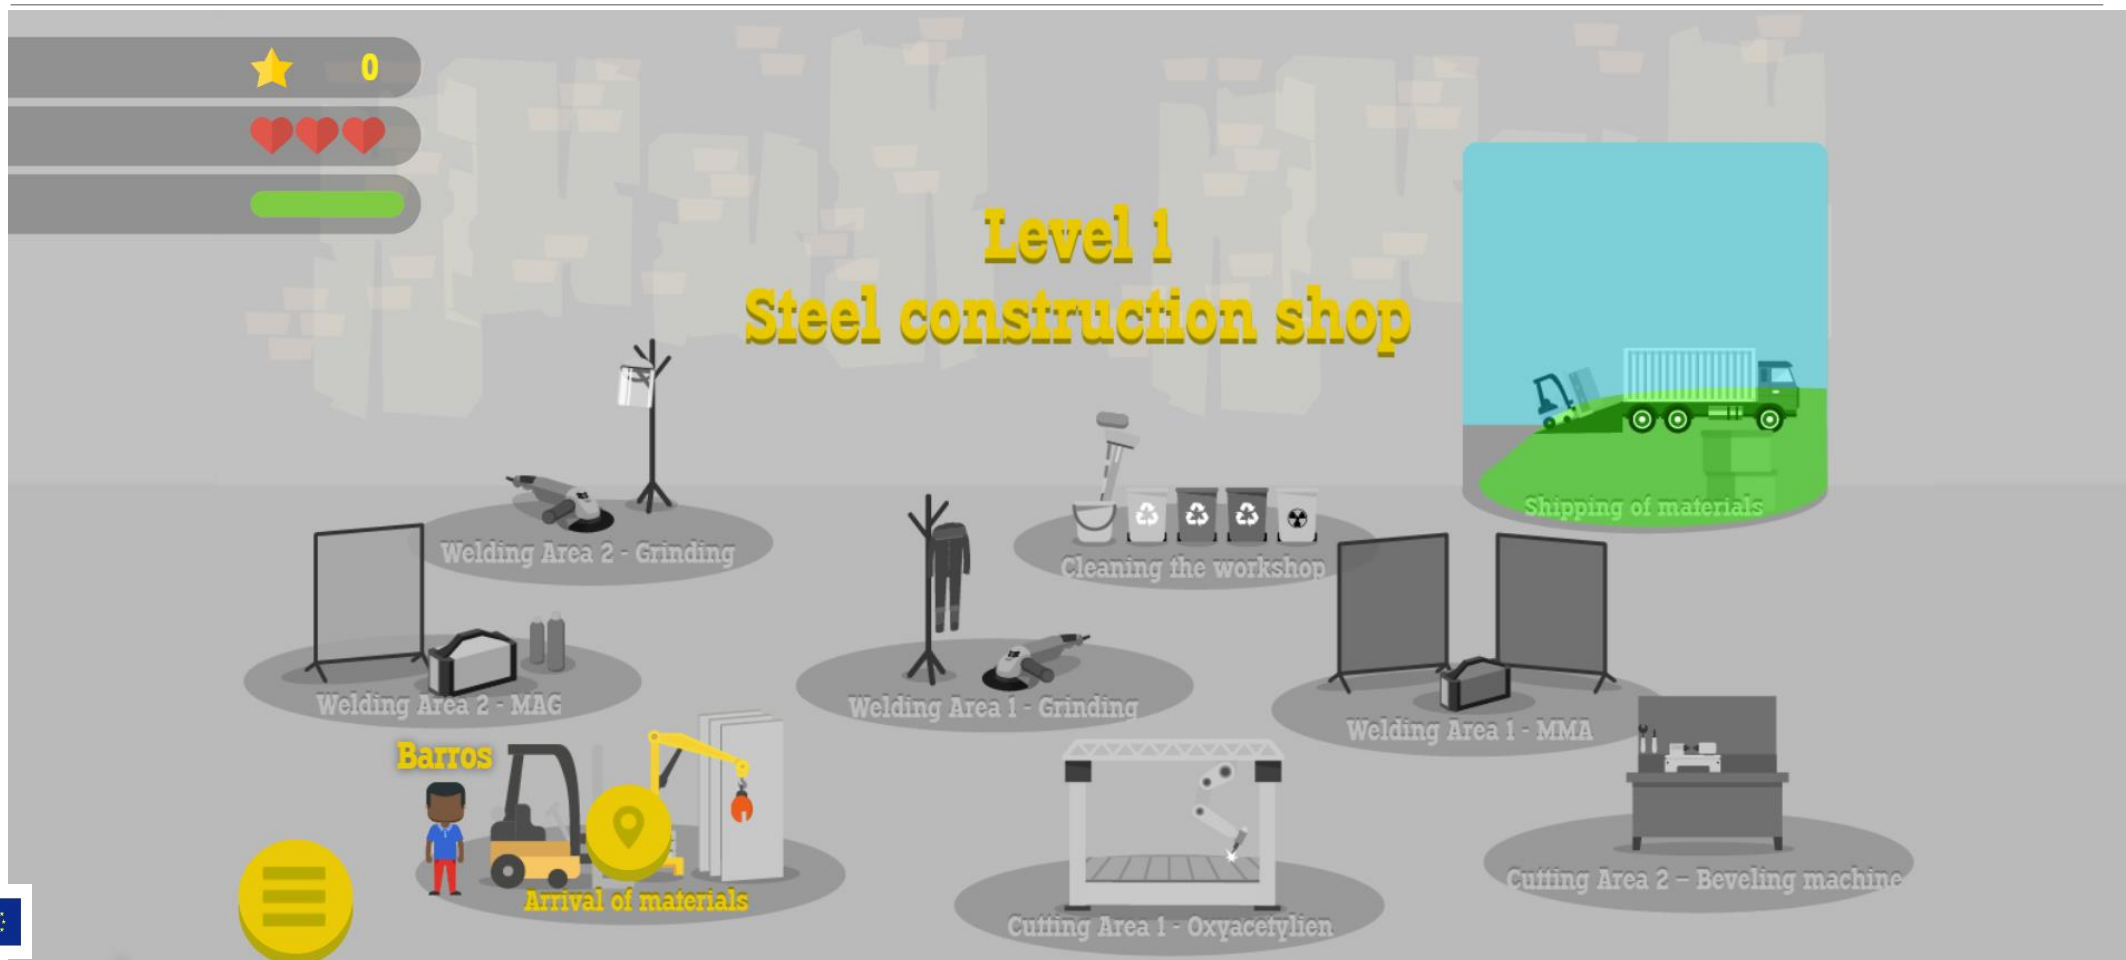 0
Level 1
Steel construction shop
Shipping of materials
Welding Area 2 - Grinding
Cleaning the workshop
Welding Area 2 - MAG
Welding Area 1 - Grinding
Welding Area 1 - MMA
Barros
Arrival of materials
Cutting Area 1 - Oxyacetylien
Cutting Area 2 – Beveling machine